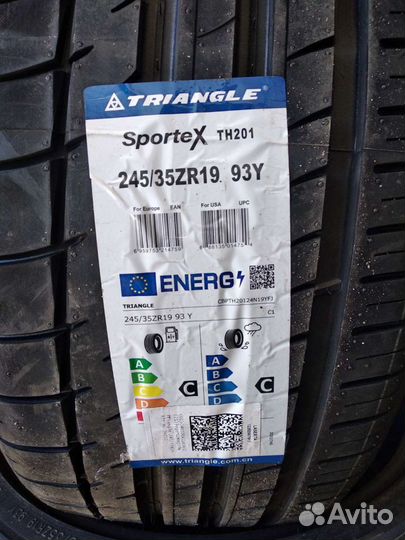 TRIANGLE
SporteX TH201
245/35ZR19 93Y
For Europe EAN For USA UPC
ENERG
TRIANGLE CBPTH20124N19YFJ
245/35ZR19 93 Y C1
A A
B B
C C C C
D D
www.triangle.com.cn
Avito